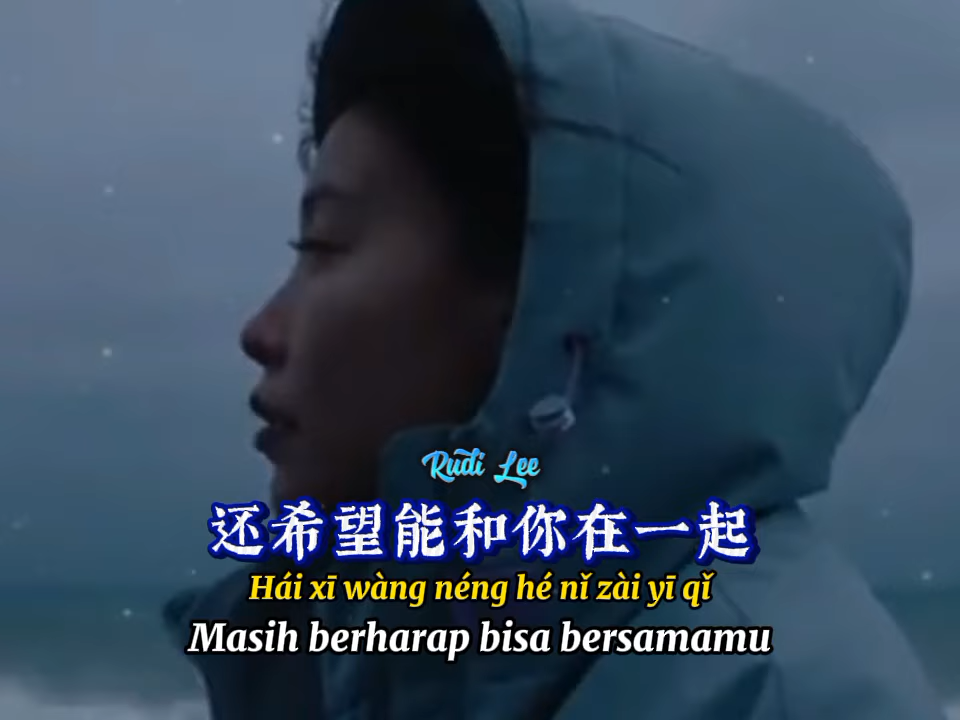 Rudi Lee
还希望能和你在一起
Hái xī wàng néng hé nǐ zài yī qǐ
Masih berharap bisa bersamamu